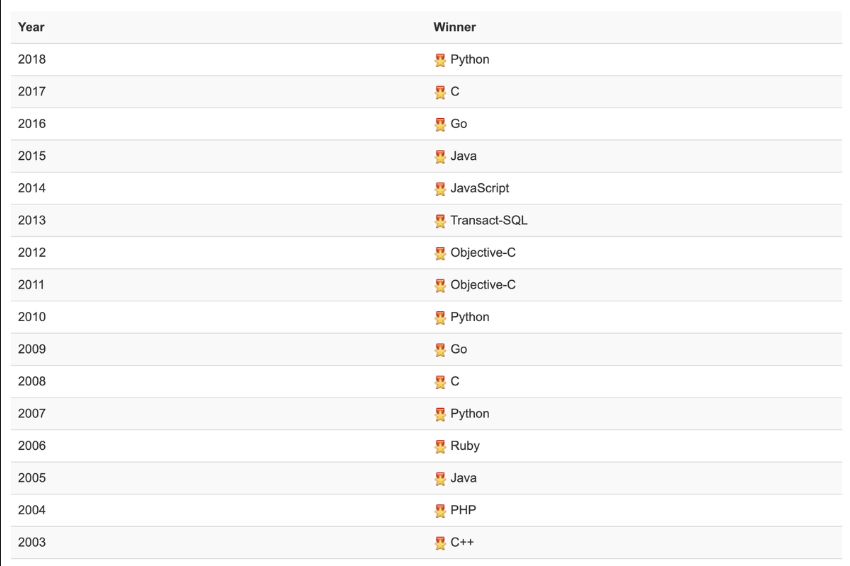 Year Winner
2018 Python
2017 C
2016 Go
2015 Java
2014 JavaScript
2013 Transact-SQL
2012 Objective-C
2011 Objective-C
2010 Python
2009 Go
2008 C
2007 Python
2006 Ruby
2005 Java
2004 PHP
2003 C++